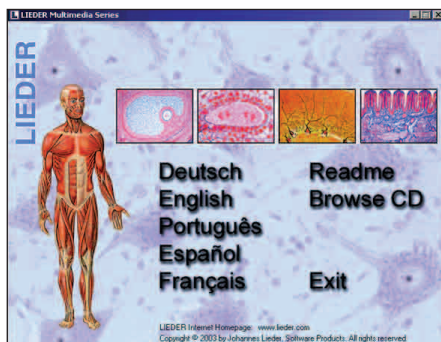 LIEDER Multimedia Series
LIEDER
Deutsch
English
Português
Español
Français
Readme
Browse CD
Exit
LIEDER Internet Homepage: www.lieder.com
Copyright © 2003 by Johannes Lieder, Software Products. All rights reserved